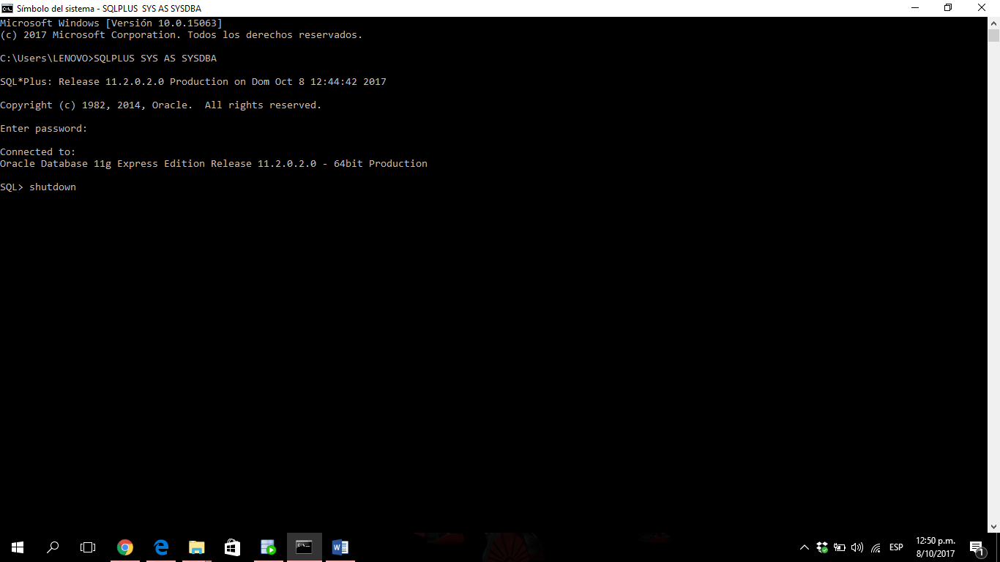 Símbolo del sistema - SQLPLUS  SYS AS SYSDBA
Microsoft Windows [Versión 10.0.15063]
(c) 2017 Microsoft Corporation. Todos los derechos reservados.
C:\Users\LENOVO>SQLPLUS SYS AS SYSDBA
SQL*Plus: Release 11.2.0.2.0 Production on Dom Oct 8 12:44:42 2017
Copyright (c) 1982, 2014, Oracle.  All rights reserved.
Enter password:
Connected to:
Oracle Database 11g Express Edition Release 11.2.0.2.0 - 64bit Production
SQL> shutdown
ESP
12:50 p.m.
8/10/2017
1